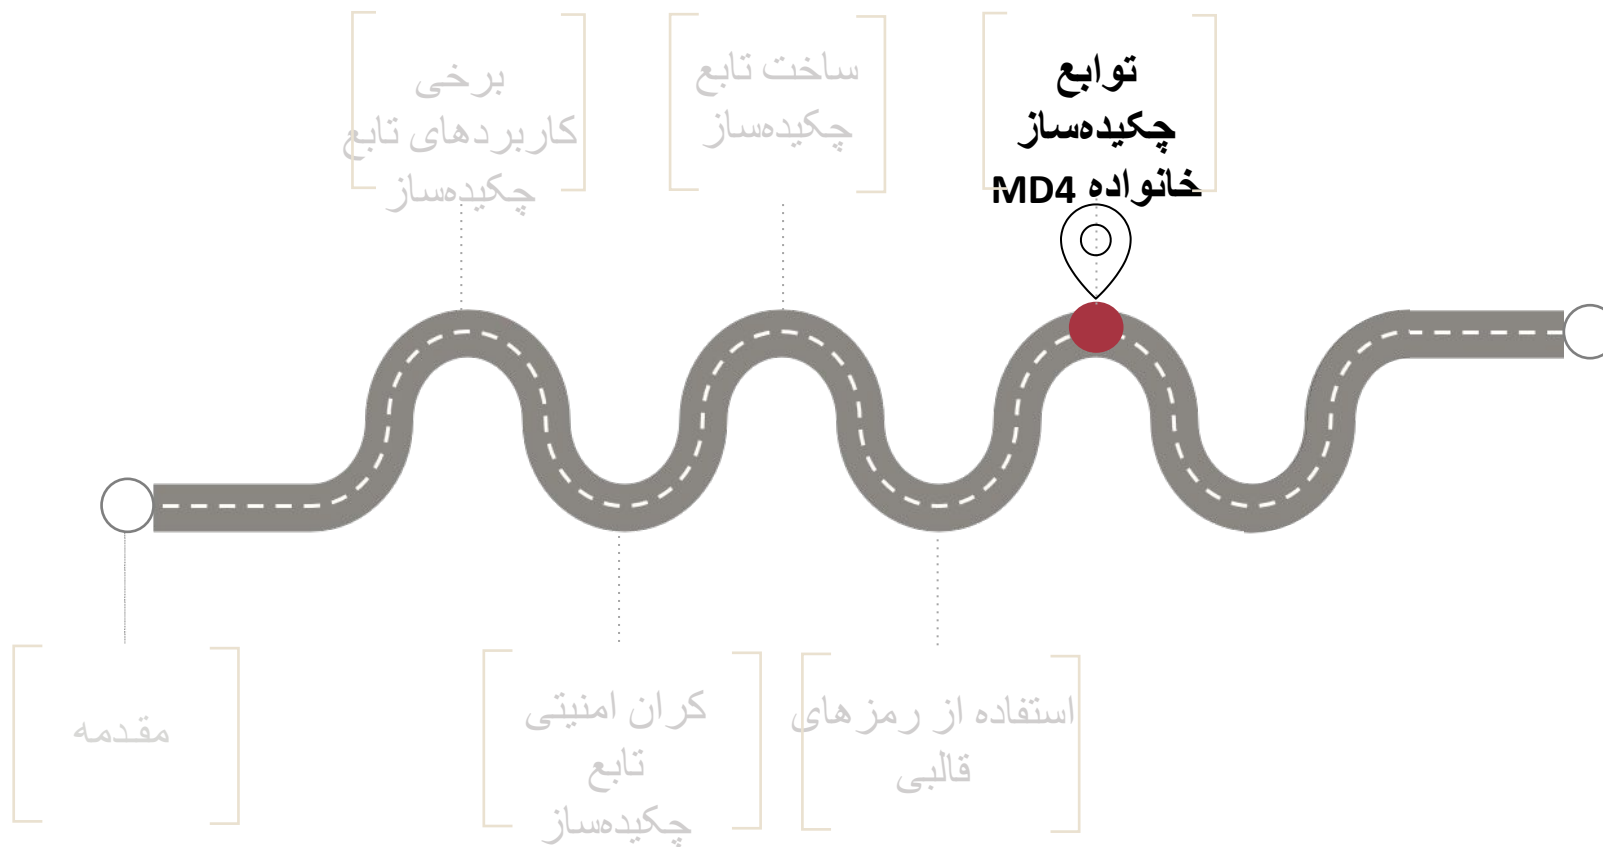 برخی
کاربردهای تابع
چکیده‌ساز
ساخت تابع
چکیده‌ساز
توابع
چکیده‌ساز
خانواده MD4
مقدمه
کران امنیتی
تابع
چکیده‌ساز
استفاده از رمزهای
قالبی